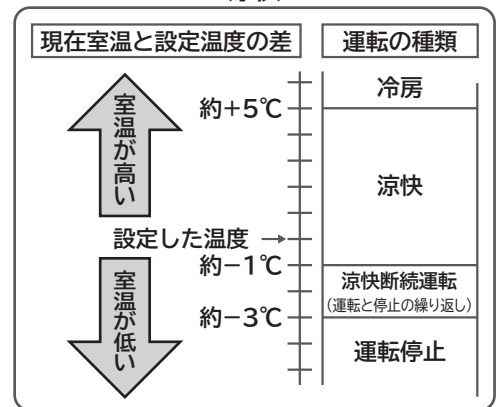 現在室温と設定温度の差
運転の種類
室温が高い
約+5℃
冷房
涼快
設定した温度 →
約−1℃
室温が低い
涼快断続運転
(運転と停止の繰り返し)
約−3℃
運転停止